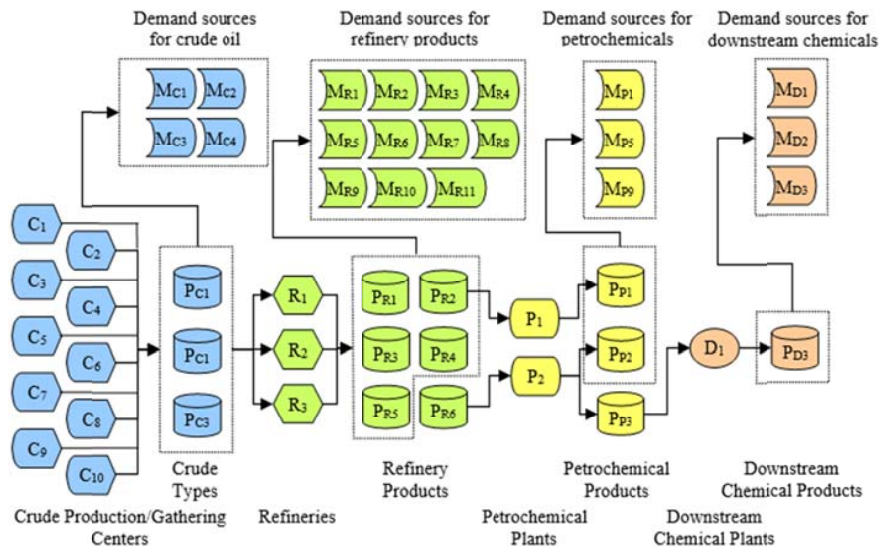 Demand sources for crude oil
Demand sources for refinery products
Demand sources for petrochemicals
Demand sources for downstream chemicals
MC1 MC2
MC3 MC4
MR1 MR2 MR3 MR4
MR5 MR6 MR7 MR8
MR9 MR10 MR11
MP1
MP5
MP9
MD1
MD2
MD3
C1
C2
C3
C4
C5
C6
C7
C8
C9
C10
PC1
PC1
PC3
R1
R2
R3
PR1 PR2
PR3 PR4
PR5 PR6
P1
P2
PP1
PP2
PP3
D1
PD3
Crude Types
Refinery Products
Petrochemical Products
Downstream Chemical Products
Crude Production/Gathering Centers
Refineries
Petrochemical Plants
Downstream Chemical Plants